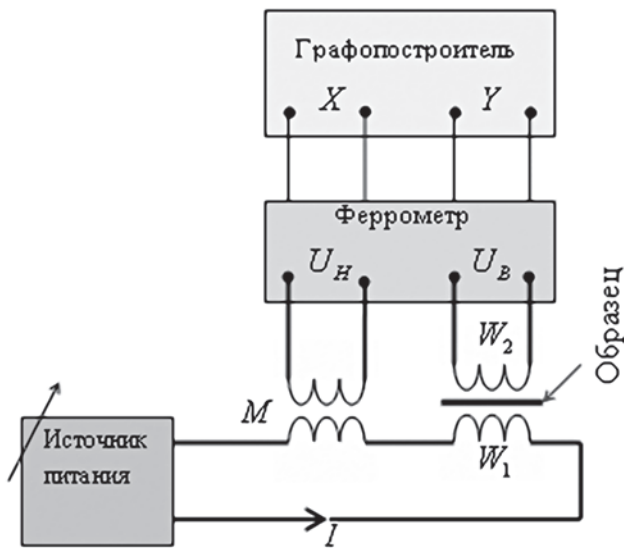 Графопостроитель
X Y
Феррометр
U_H U_B
W_2
Образец
M
Источник
питания
W_1
I